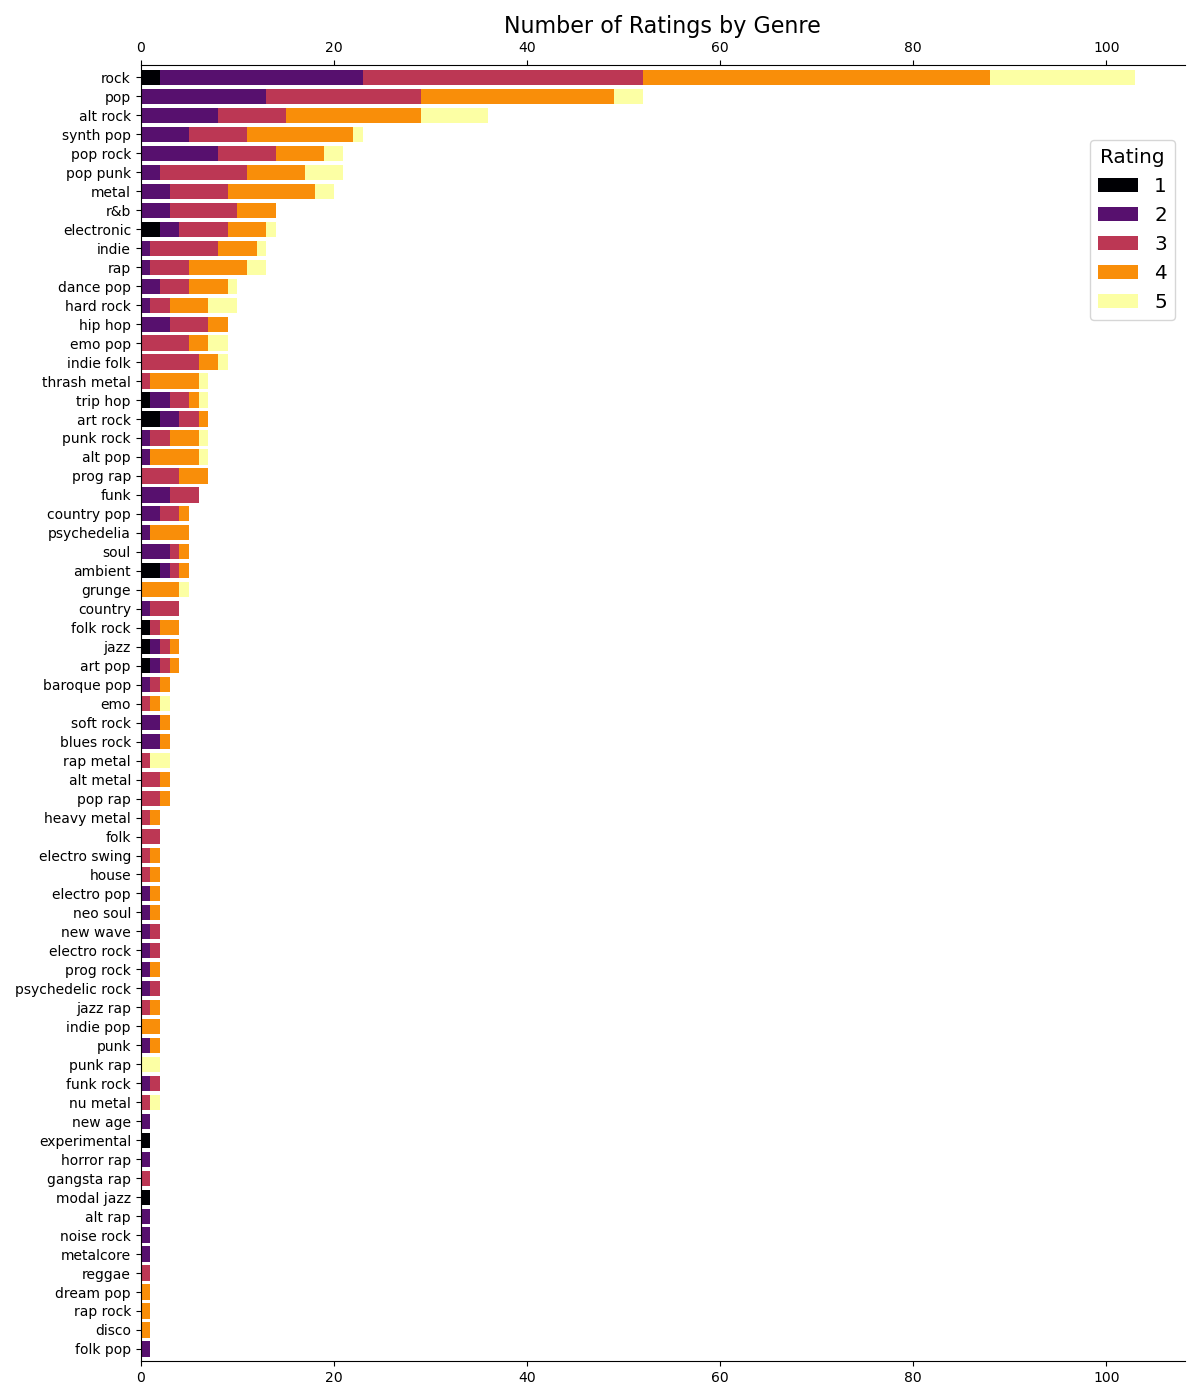 Number of Ratings by Genre
0 20 40 60 80 100
rock
pop
alt rock
synth pop
pop rock
pop punk
metal
r&b
electronic
indie
rap
dance pop
hard rock
hip hop
emo pop
indie folk
thrash metal
trip hop
art rock
punk rock
alt pop
prog rap
funk
country pop
psychedelia
soul
ambient
grunge
country
folk rock
jazz
art pop
baroque pop
emo
soft rock
blues rock
rap metal
alt metal
pop rap
heavy metal
folk
electro swing
house
electro pop
neo soul
new wave
electro rock
prog rock
psychedelic rock
jazz rap
indie pop
punk
punk rap
funk rock
nu metal
new age
experimental
horror rap
gangsta rap
modal jazz
alt rap
noise rock
metalcore
reggae
dream pop
rap rock
disco
folk pop
0 20 40 60 80 100
Rating
1
2
3
4
5